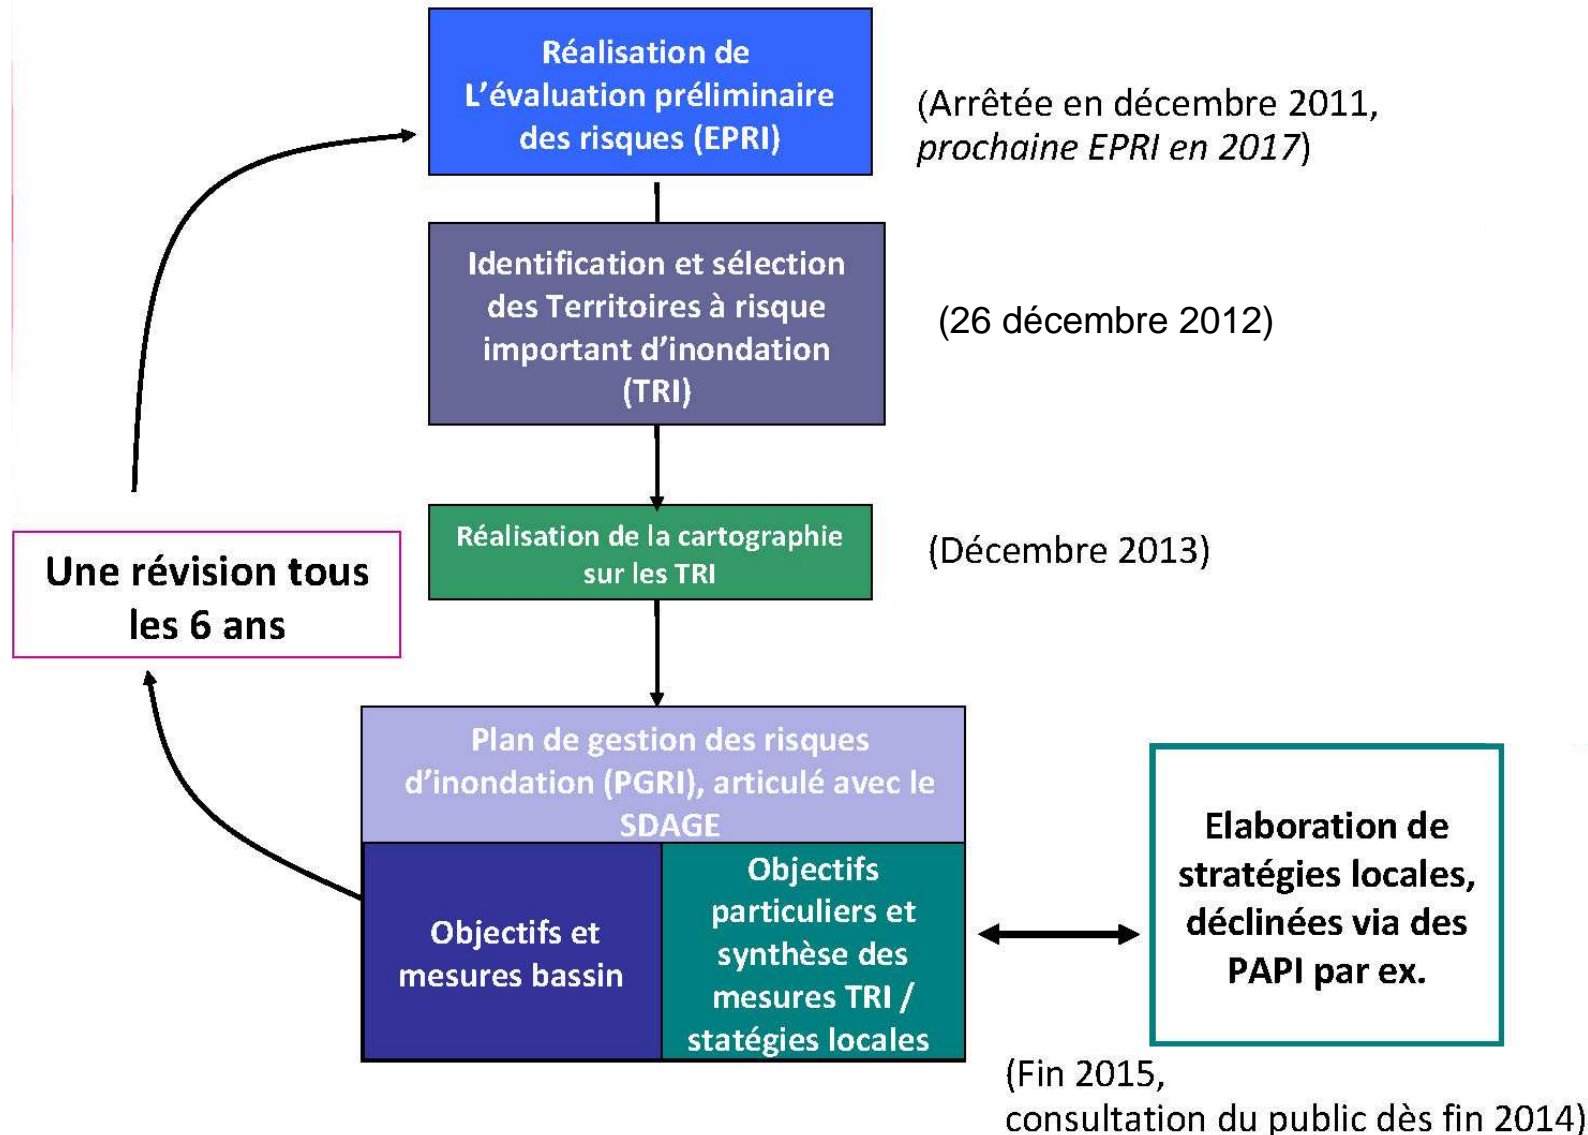 Réalisation de
L'évaluation préliminaire
des risques (EPRI)
(Arrêtée en décembre 2011,
prochaine EPRI en 2017)
Identification et sélection
des Territoires à risque
important d'inondation
(TRI)
(26 décembre 2012)
Réalisation de la cartographie
sur les TRI
(Décembre 2013)
Une révision tous
les 6 ans
Plan de gestion des risques
d'inondation (PGRI), articulé avec le
SDAGE
Objectifs et
mesures bassin
Objectifs
particuliers et
synthèse des
mesures TRI /
statégies locales
Elaboration de
stratégies locales,
déclinées via des
PAPI par ex.
(Fin 2015,
consultation du public dès fin 2014)